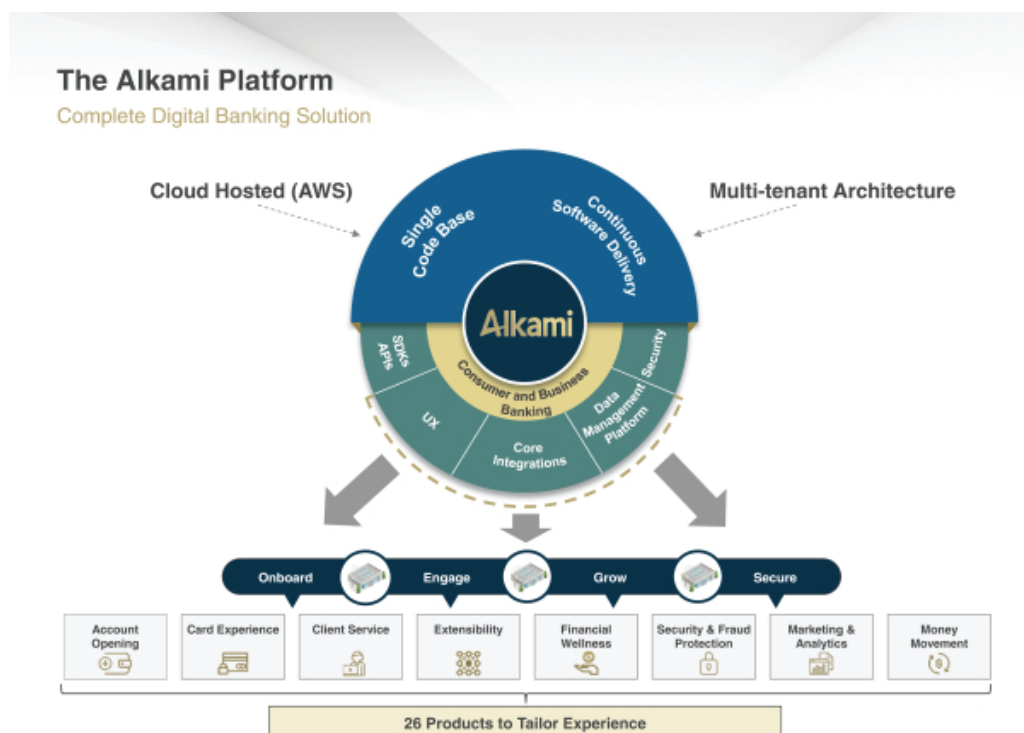 The Alkami Platform
Complete Digital Banking Solution
Cloud Hosted (AWS)
Multi-tenant Architecture
Single
Code Base
Continuous
Software Delivery
Alkami
SDKs
APIs
Security
Consumer and Business
Banking
UX
Data
Management
Platform
Core
Integrations
Onboard
Engage
Grow
Secure
Account
Opening
Card Experience
Client Service
Extensibility
Financial
Wellness
Security & Fraud
Protection
Marketing &
Analytics
Money
Movement
26 Products to Tailor Experience